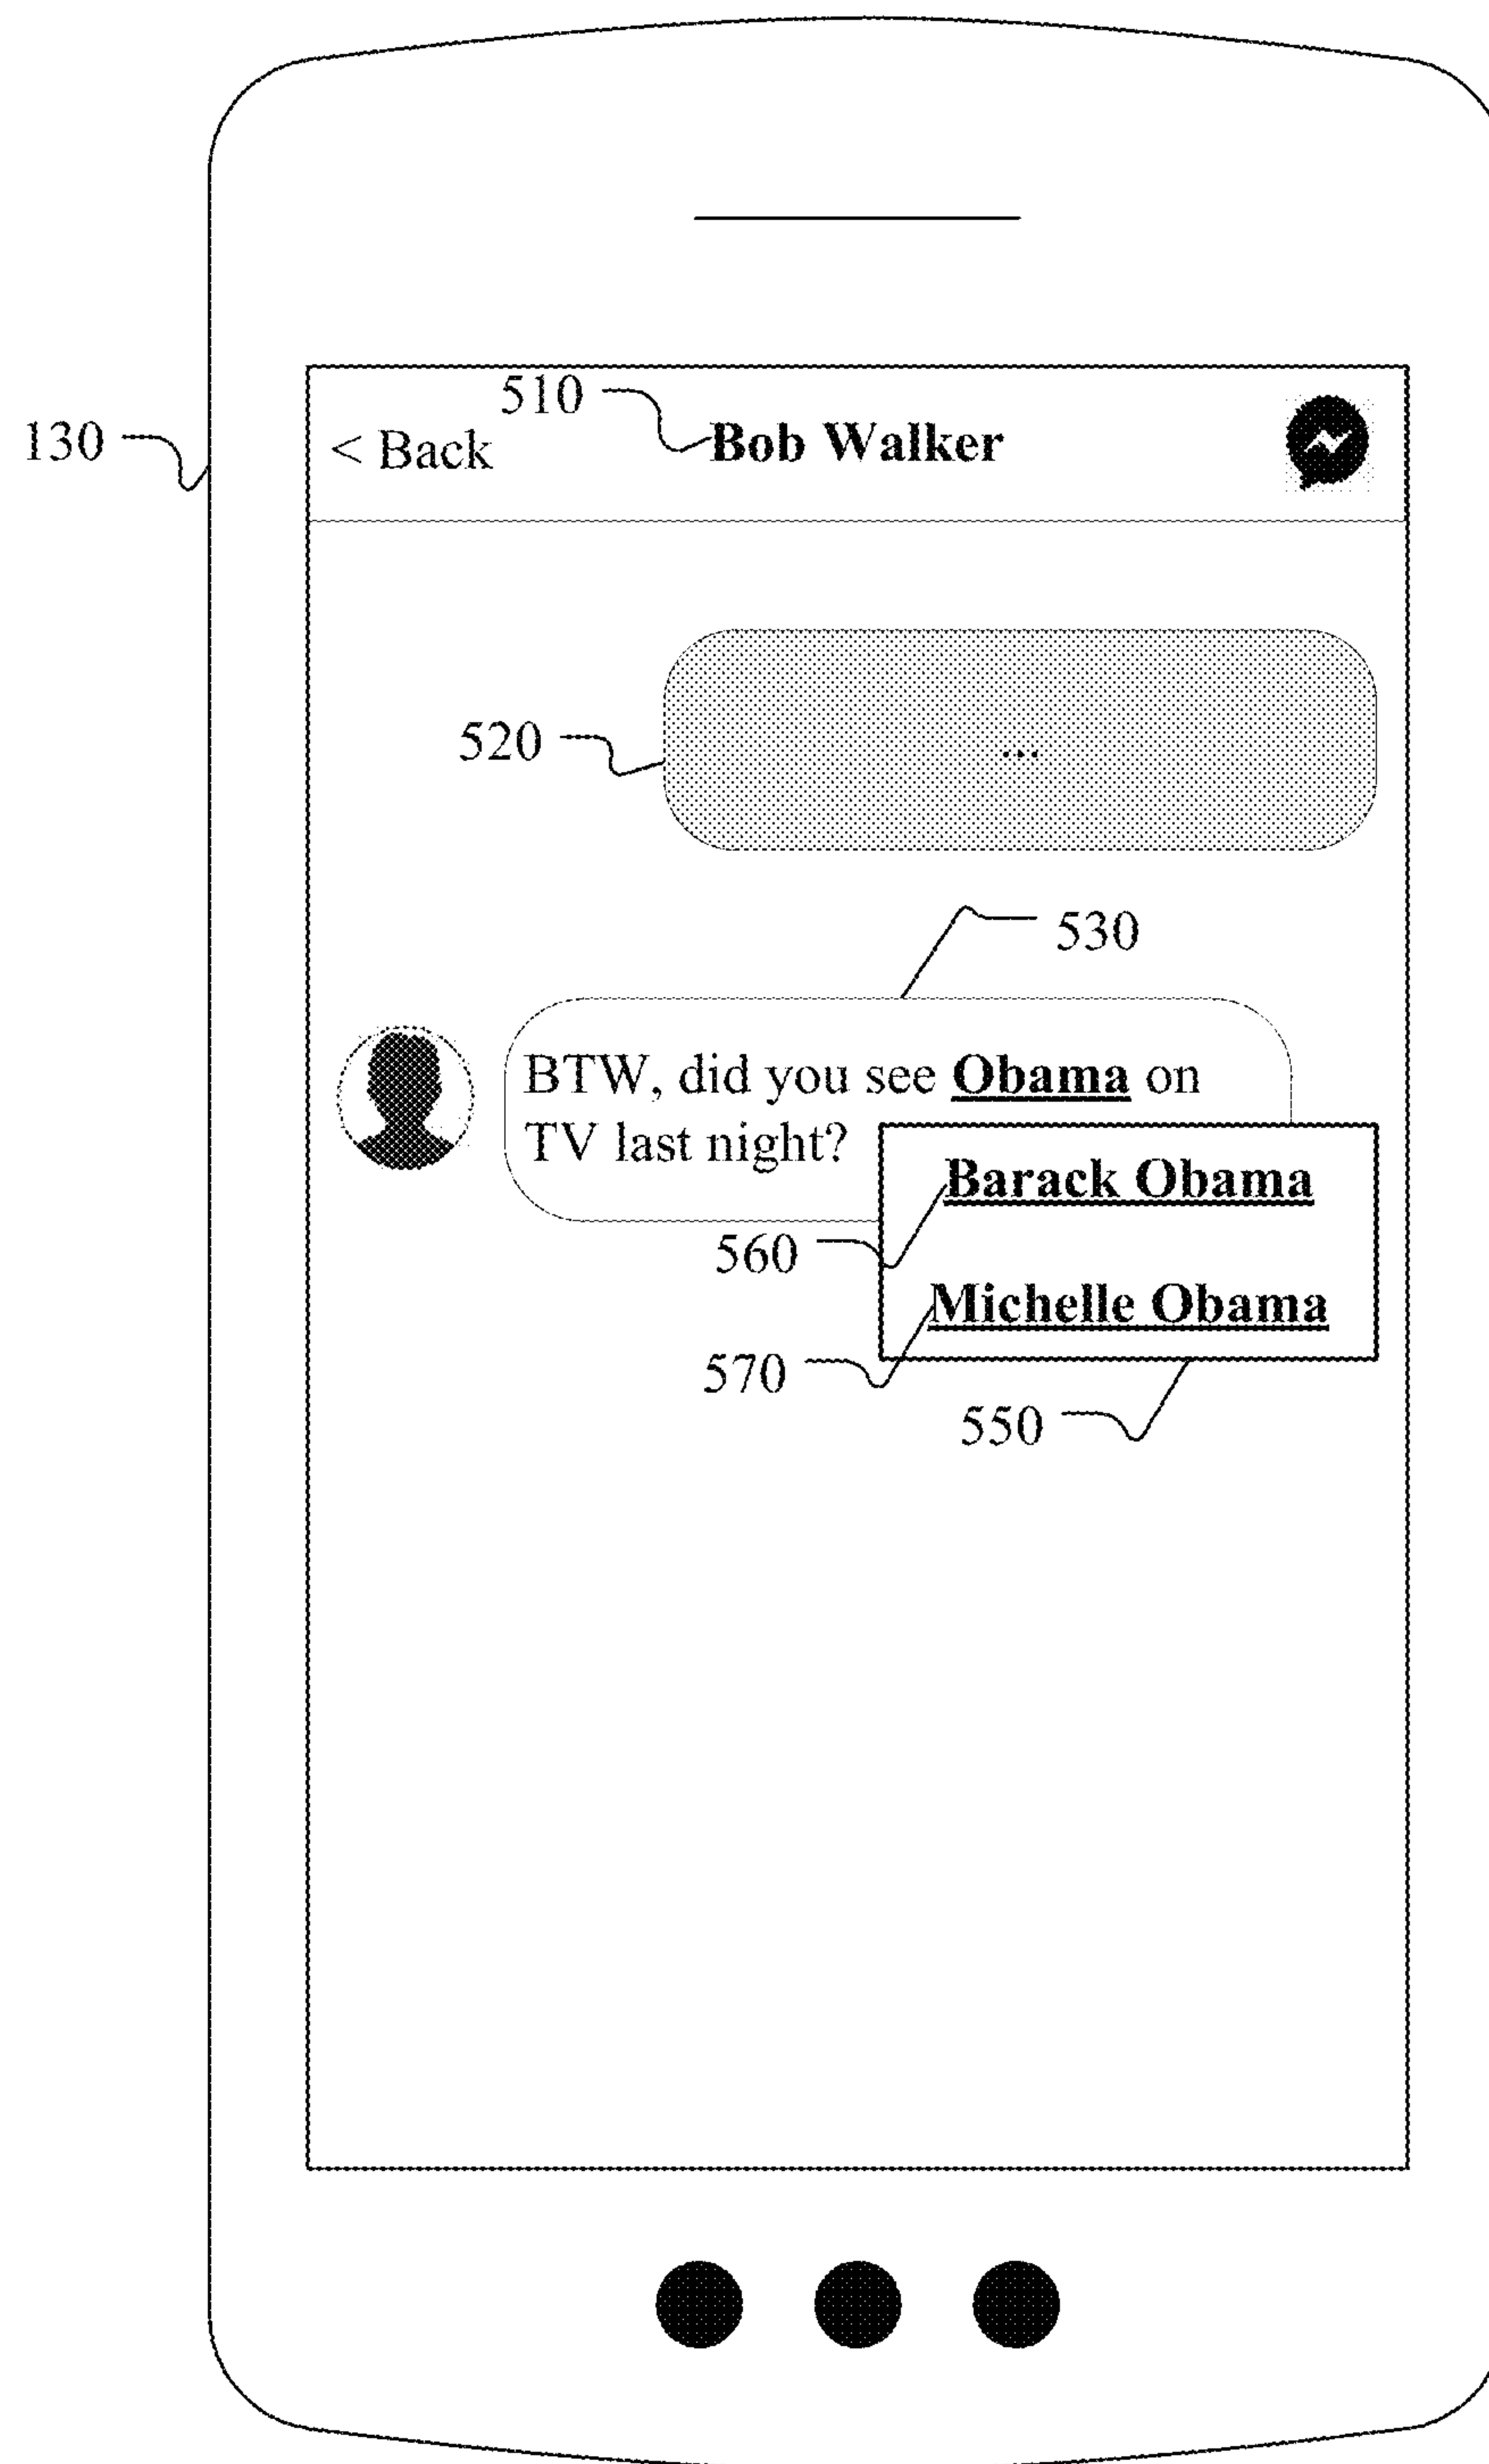 510
130
< Back Bob Walker
520
...
530
BTW, did you see Obama on
TV last night?
Barack Obama
560
Michelle Obama
570
550